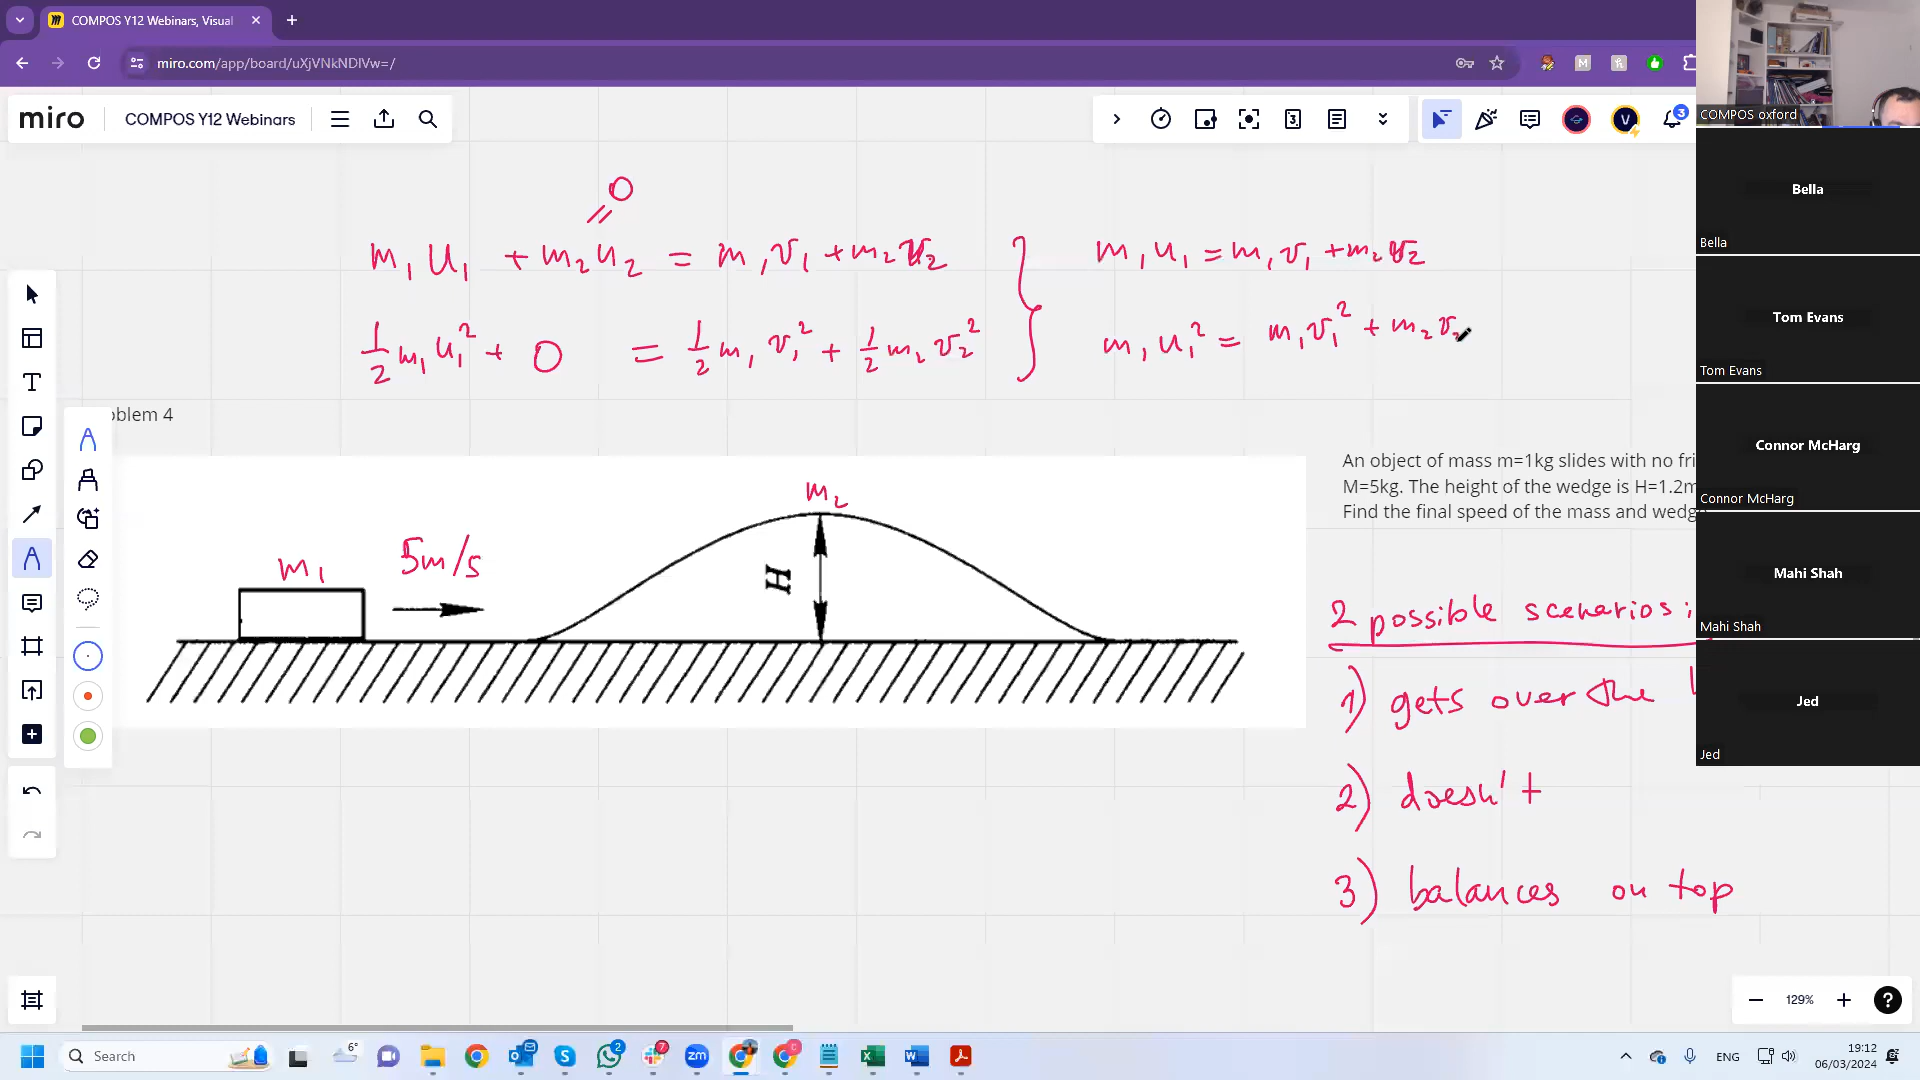 COMPOS Y12 Webinars, Visual
miro.com/app/board/uXjVNkNDIVw=/
miro
COMPOS Y12 Webinars
3
V
3
COMPOS oxford
Bella
Bella
Tom Evans
Tom Evans
Connor McHarg
Connor McHarg
Mahi Shah
Mahi Shah
Jed
Jed
= 0
m₁u₁ + m₂u₂ = m₁v₁ + m₂v₂
½m₁u₁² + 0 = ½m₁v₁² + ½m₂v₂²
m₁u₁ = m₁v₁ + m₂v₂
m₁u₁² = m₁v₁² + m₂v₂
oblem 4
m₁
5m/s
m₂
H
An object of mass m=1kg slides with no fri
M=5kg. The height of the wedge is H=1.2m
Find the final speed of the mass and wedg
2 possible scenarios:
1) gets over the
2) doesn't
3) balances on top
129%
?
Search
6°
2
ENG
19:12
06/03/2024